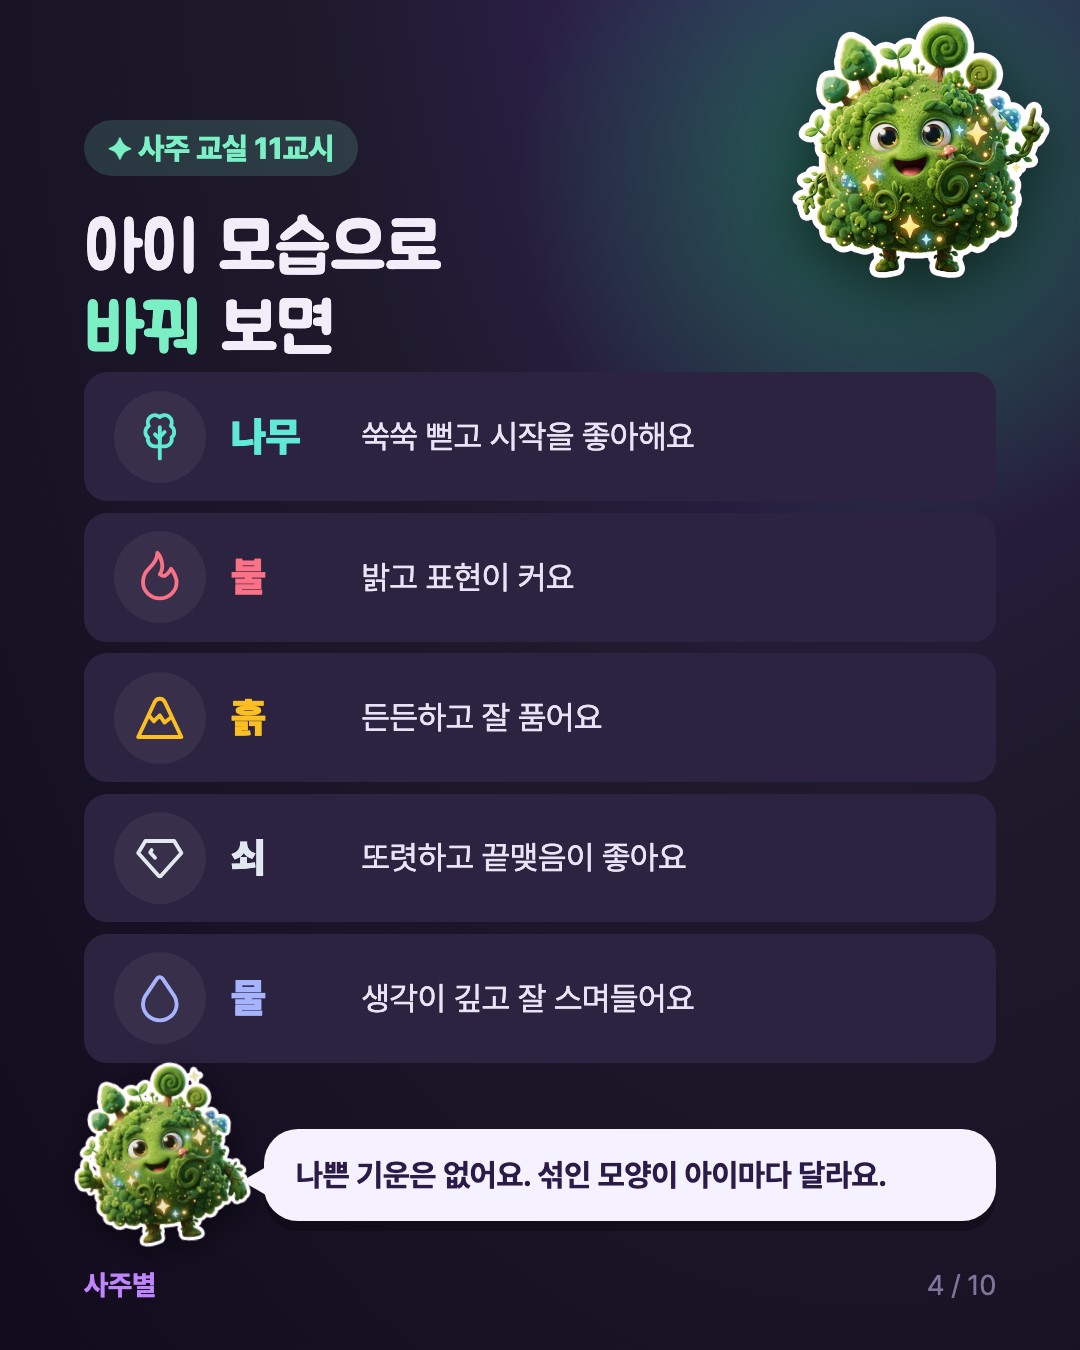 사주 교실 11교시
아이 모습으로
바꿔 보면
나무 쑥쑥 뻗고 시작을 좋아해요
불 밝고 표현이 커요
흙 든든하고 잘 품어요
쇠 또렷하고 끝맺음이 좋아요
물 생각이 깊고 잘 스며들어요
나쁜 기운은 없어요. 섞인 모양이 아이마다 달라요.
사주별
4 / 10